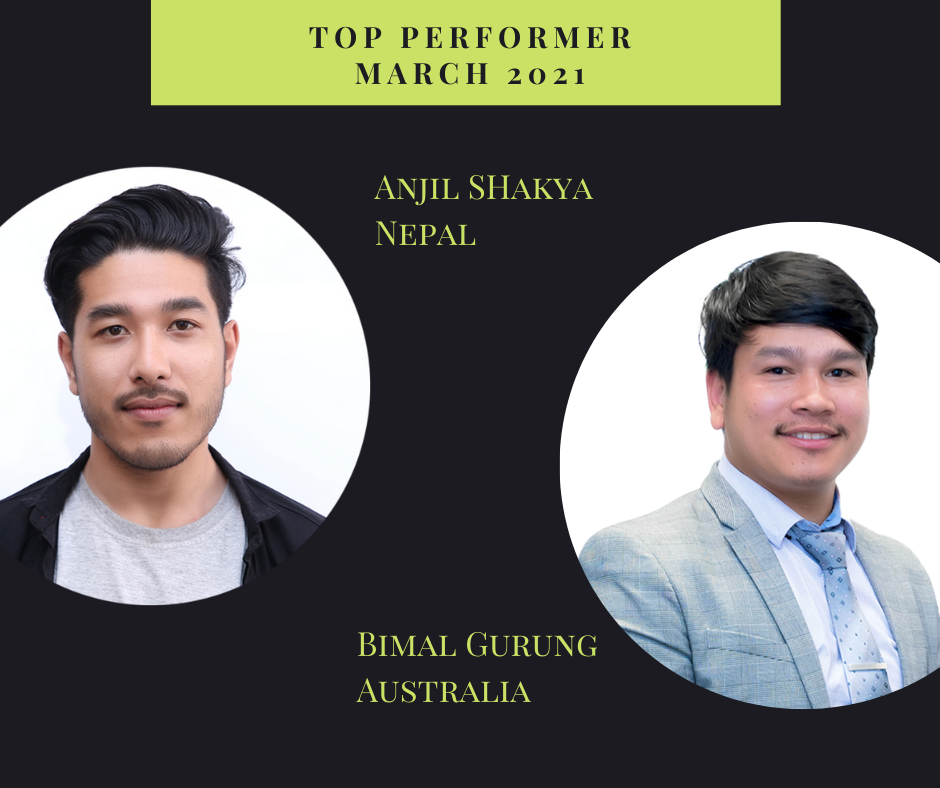 TOP PERFORMER
MARCH 2021
Anjil SHakya
Nepal
Bimal Gurung
Australia